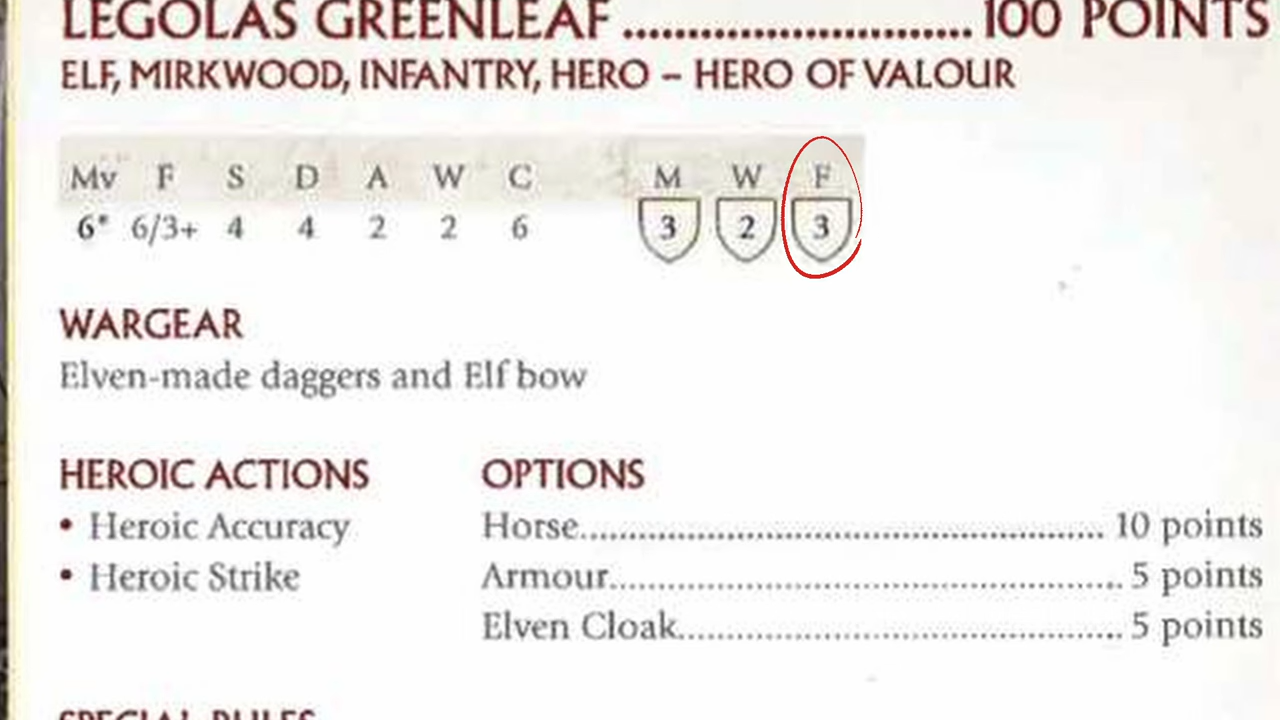 LEGOLAS GREENLEAF ........................... 100 POINTS
ELF, MIRKWOOD, INFANTRY, HERO – HERO OF VALOUR
Mv F S D A W C M W F
6" 6/3+ 4 4 2 2 6 3 2 3
WARGEAR
Elven-made daggers and Elf bow
HEROIC ACTIONS
• Heroic Accuracy
• Heroic Strike
OPTIONS
Horse.......................................................... 10 points
Armour......................................................... 5 points
Elven Cloak.................................................. 5 points
SPECIAL RULES